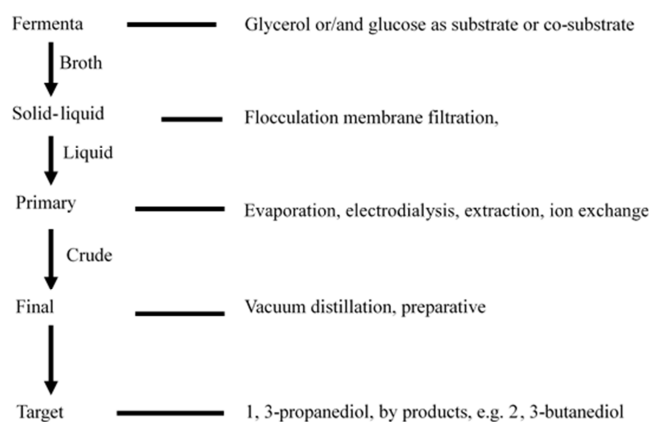 Fermenta Glycerol or/and glucose as substrate or co-substrate
Broth
Solid-liquid Flocculation membrane filtration,
Liquid
Primary Evaporation, electrodialysis, extraction, ion exchange
Crude
Final Vacuum distillation, preparative
Target 1, 3-propanediol, by products, e.g. 2, 3-butanediol